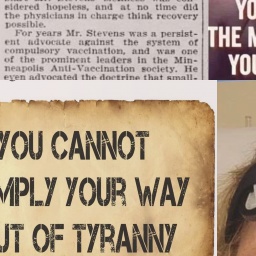 sidered hopeless, and at no time did
the physicians in charge think recovery
possible.
For years Mr. Stevens was a persist-
ent advocate against the system of
compulsory vaccination, and was one
of the prominent leaders in the Min-
neapolis Anti-Vaccination society. He
even advocated the doctrine that small-
YO
THE M
YOU
YOU CANNOT
MPLY YOUR WAY
UT OF TYRANNY